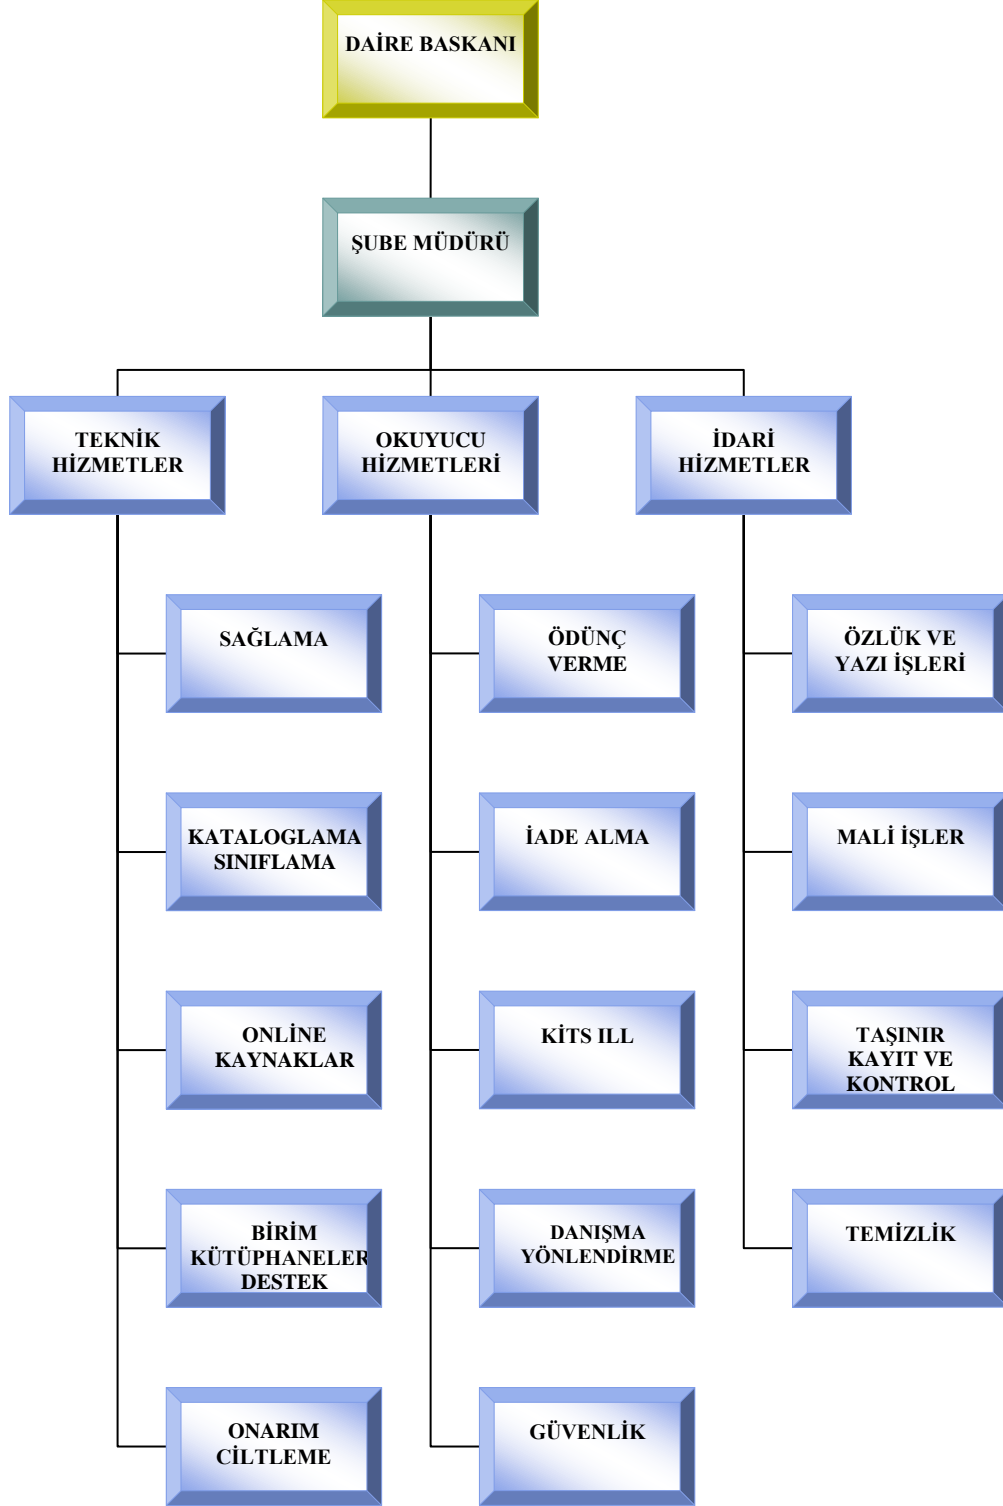 DAİRE BASKANI
ŞUBE MÜDÜRÜ
TEKNİK
HİZMETLER
OKUYUCU
HİZMETLERİ
İDARİ
HİZMETLER
SAĞLAMA
ÖDÜNÇ
VERME
ÖZLÜK VE
YAZI İŞLERİ
KATALOGLAMA
SINIFLAMA
İADE ALMA
MALİ İŞLER
ONLİNE
KAYNAKLAR
KİTS ILL
TAŞINIR
KAYIT VE
KONTROL
BİRİM
KÜTÜPHANELER
DESTEK
DANIŞMA
YÖNLENDİRME
TEMİZLİK
ONARIM
CİLTLEME
GÜVENLİK